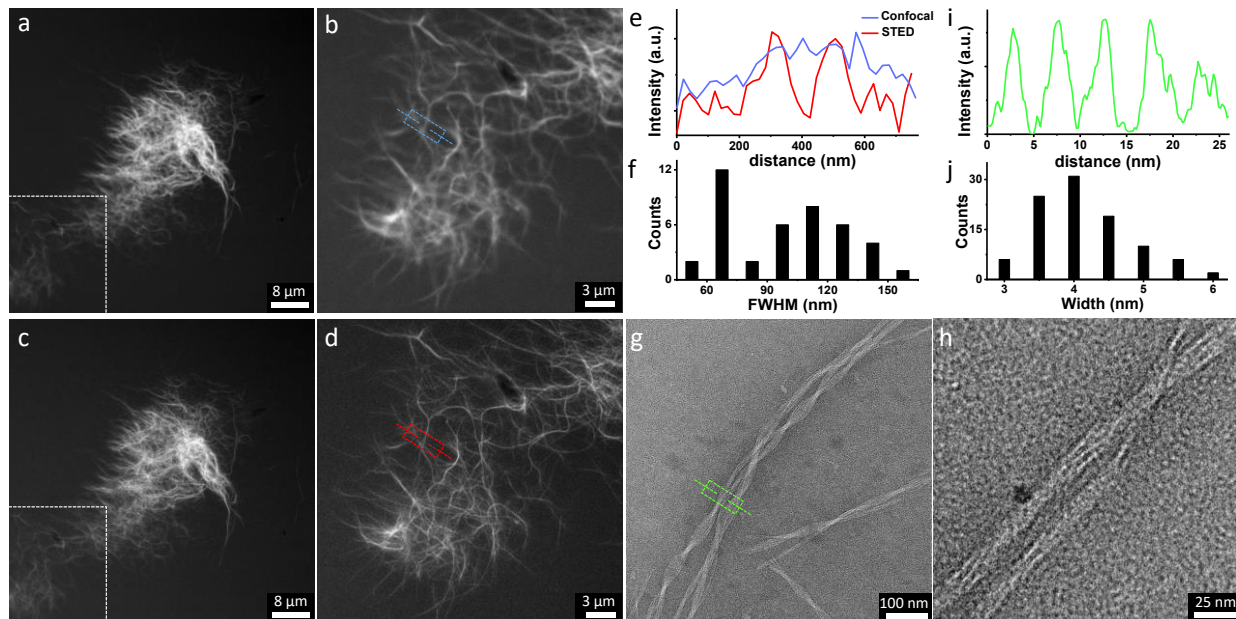 a
8 µm
b
3 µm
e
Confocal
STED
Intensity (a.u.)
0 200 400 600
distance (nm)
i
Intensity (a.u.)
0 5 10 15 20 25
distance (nm)
f
12
6
0
Counts
60 90 120 150
FWHM (nm)
j
30
15
0
Counts
3 4 5 6
Width (nm)
c
8 µm
d
3 µm
g
100 nm
h
25 nm